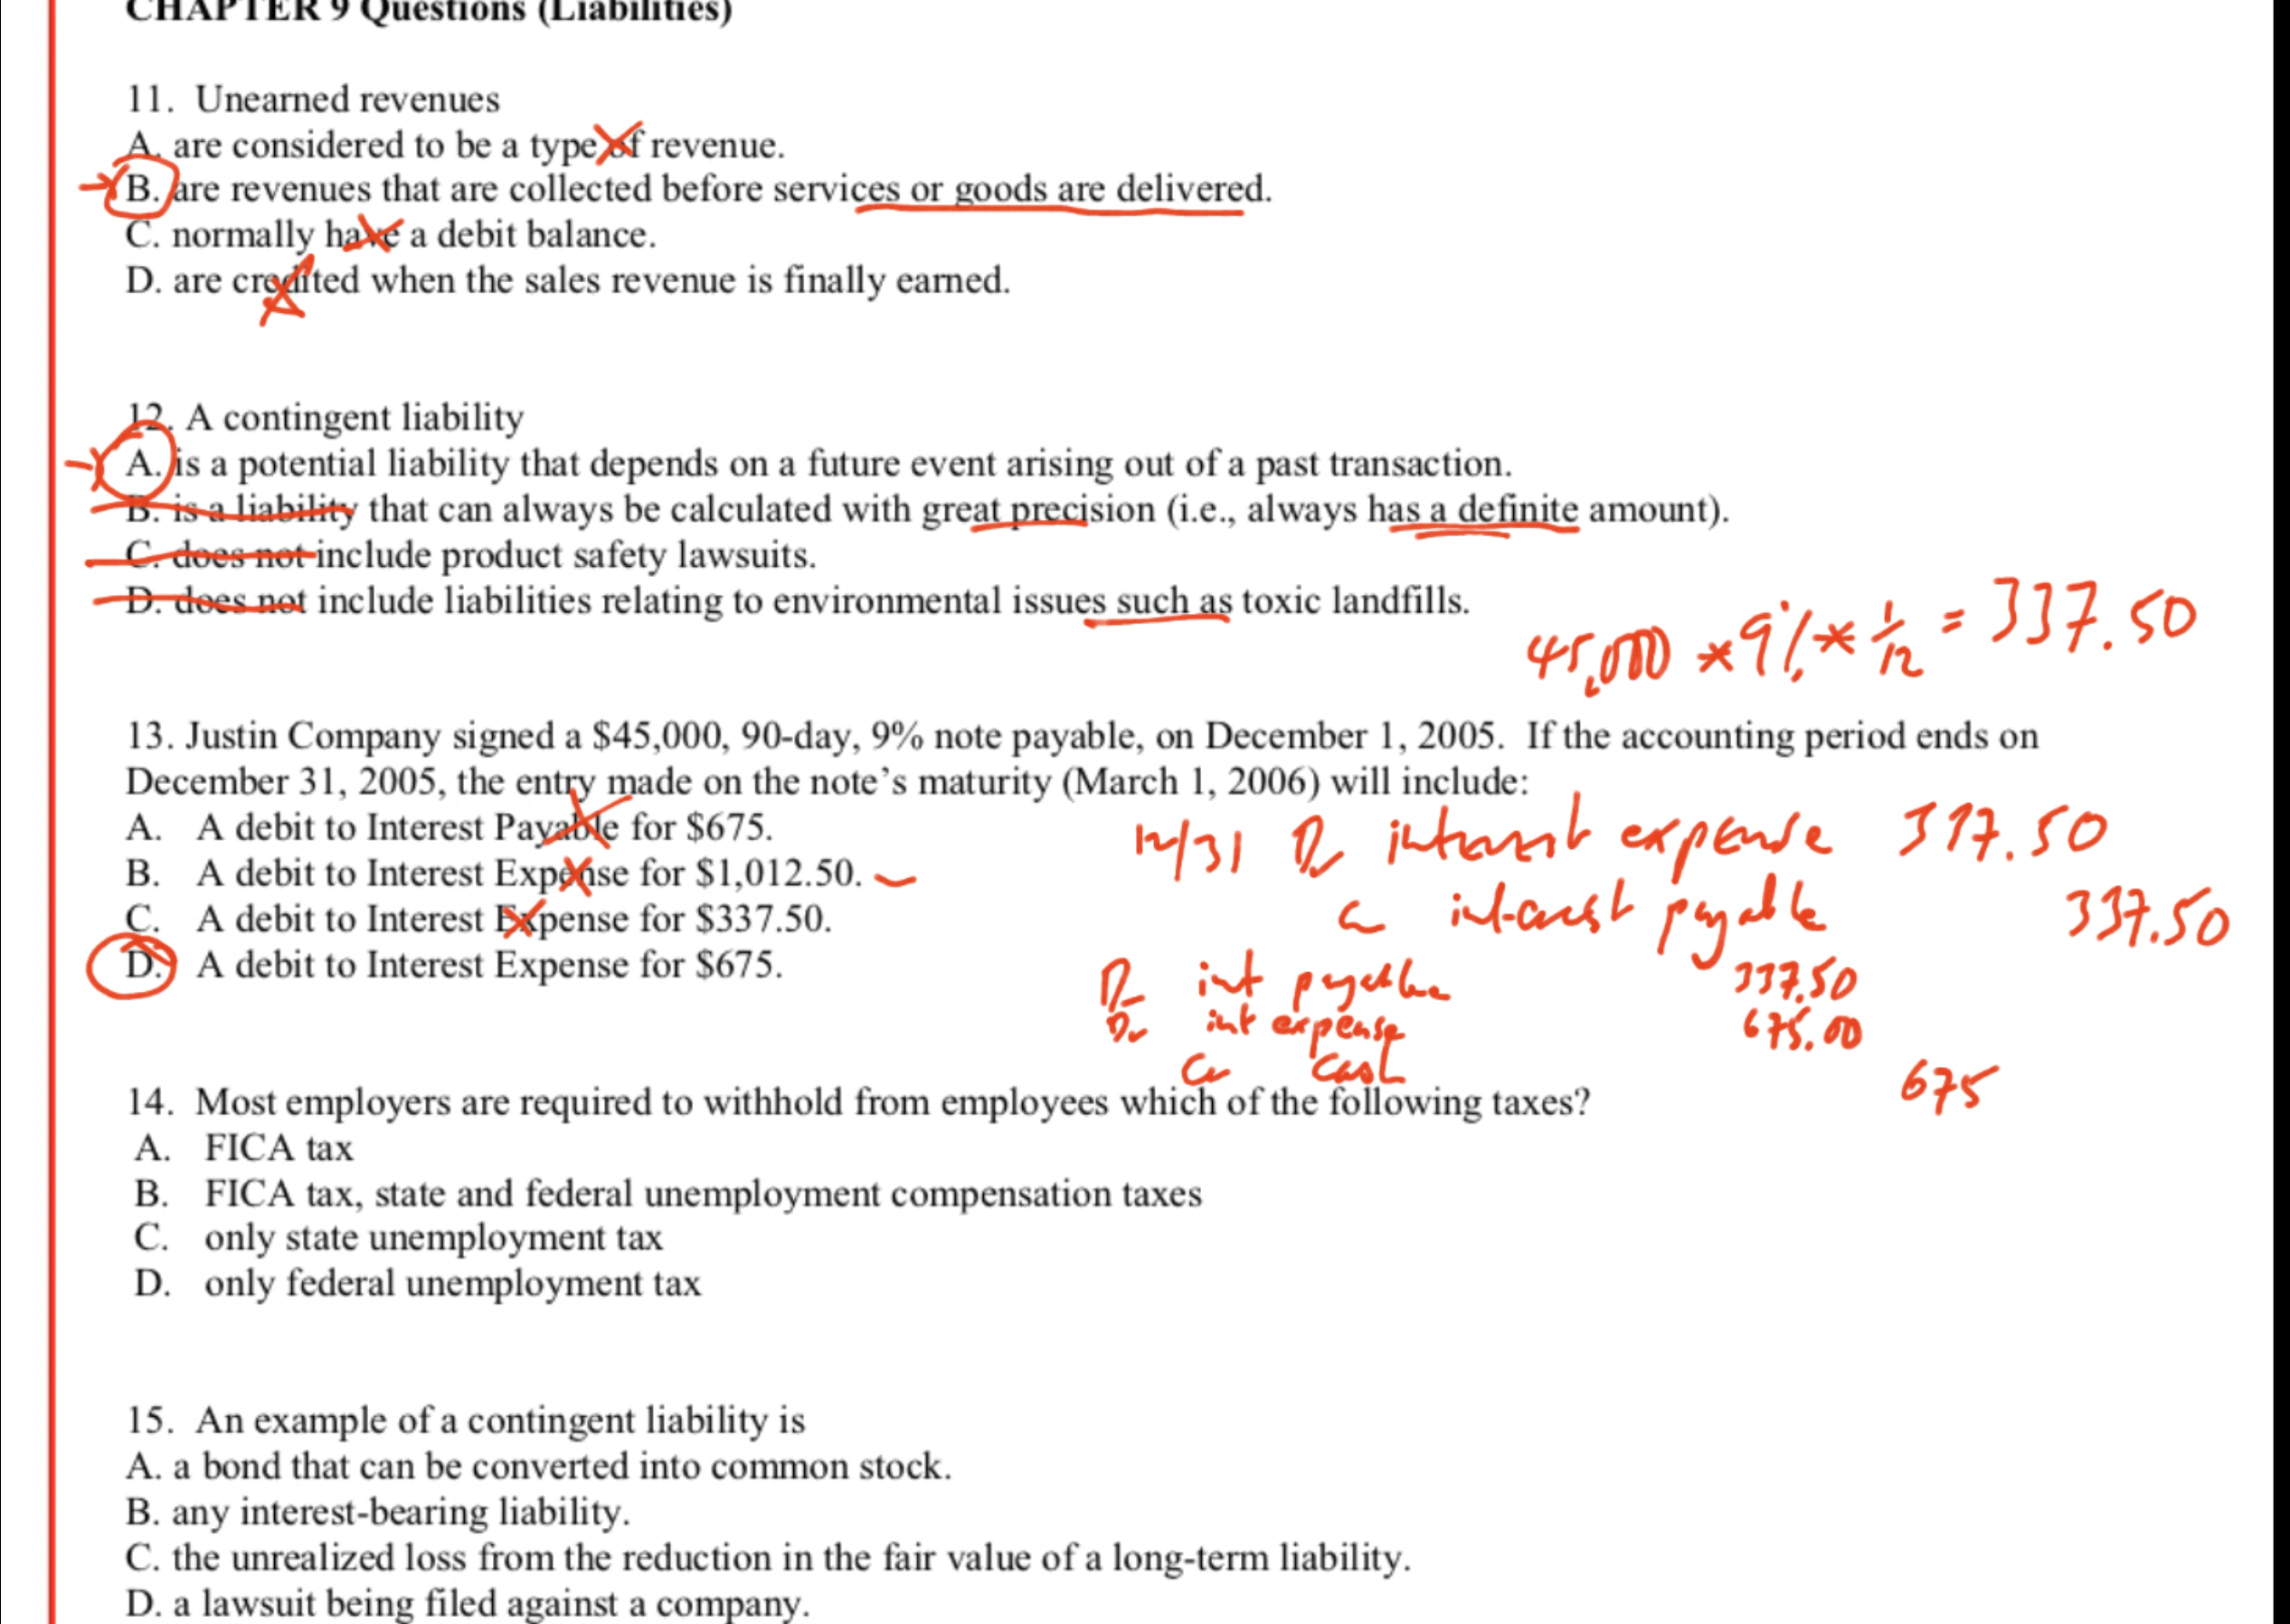 CHAPTER 9 Questions (Liabilities)
11. Unearned revenues
A. are considered to be a type of revenue.
B. are revenues that are collected before services or goods are delivered.
C. normally have a debit balance.
D. are credited when the sales revenue is finally earned.
12. A contingent liability
A. is a potential liability that depends on a future event arising out of a past transaction.
B. is a liability that can always be calculated with great precision (i.e., always has a definite amount).
C. does not include product safety lawsuits.
D. does not include liabilities relating to environmental issues such as toxic landfills.
45,000 * 9% * 1/12 = 337.50
13. Justin Company signed a $45,000, 90-day, 9% note payable, on December 1, 2005. If the accounting period ends on
December 31, 2005, the entry made on the note's maturity (March 1, 2006) will include:
A. A debit to Interest Payable for $675.
B. A debit to Interest Expense for $1,012.50.
C. A debit to Interest Expense for $337.50.
D. A debit to Interest Expense for $675.
12/31 Dr interest expense 337.50
Cr interest payable 337.50
Dr int payable 337.50
Dr int expense 675.00
Cr Cash 675
14. Most employers are required to withhold from employees which of the following taxes?
A. FICA tax
B. FICA tax, state and federal unemployment compensation taxes
C. only state unemployment tax
D. only federal unemployment tax
15. An example of a contingent liability is
A. a bond that can be converted into common stock.
B. any interest-bearing liability.
C. the unrealized loss from the reduction in the fair value of a long-term liability.
D. a lawsuit being filed against a company.